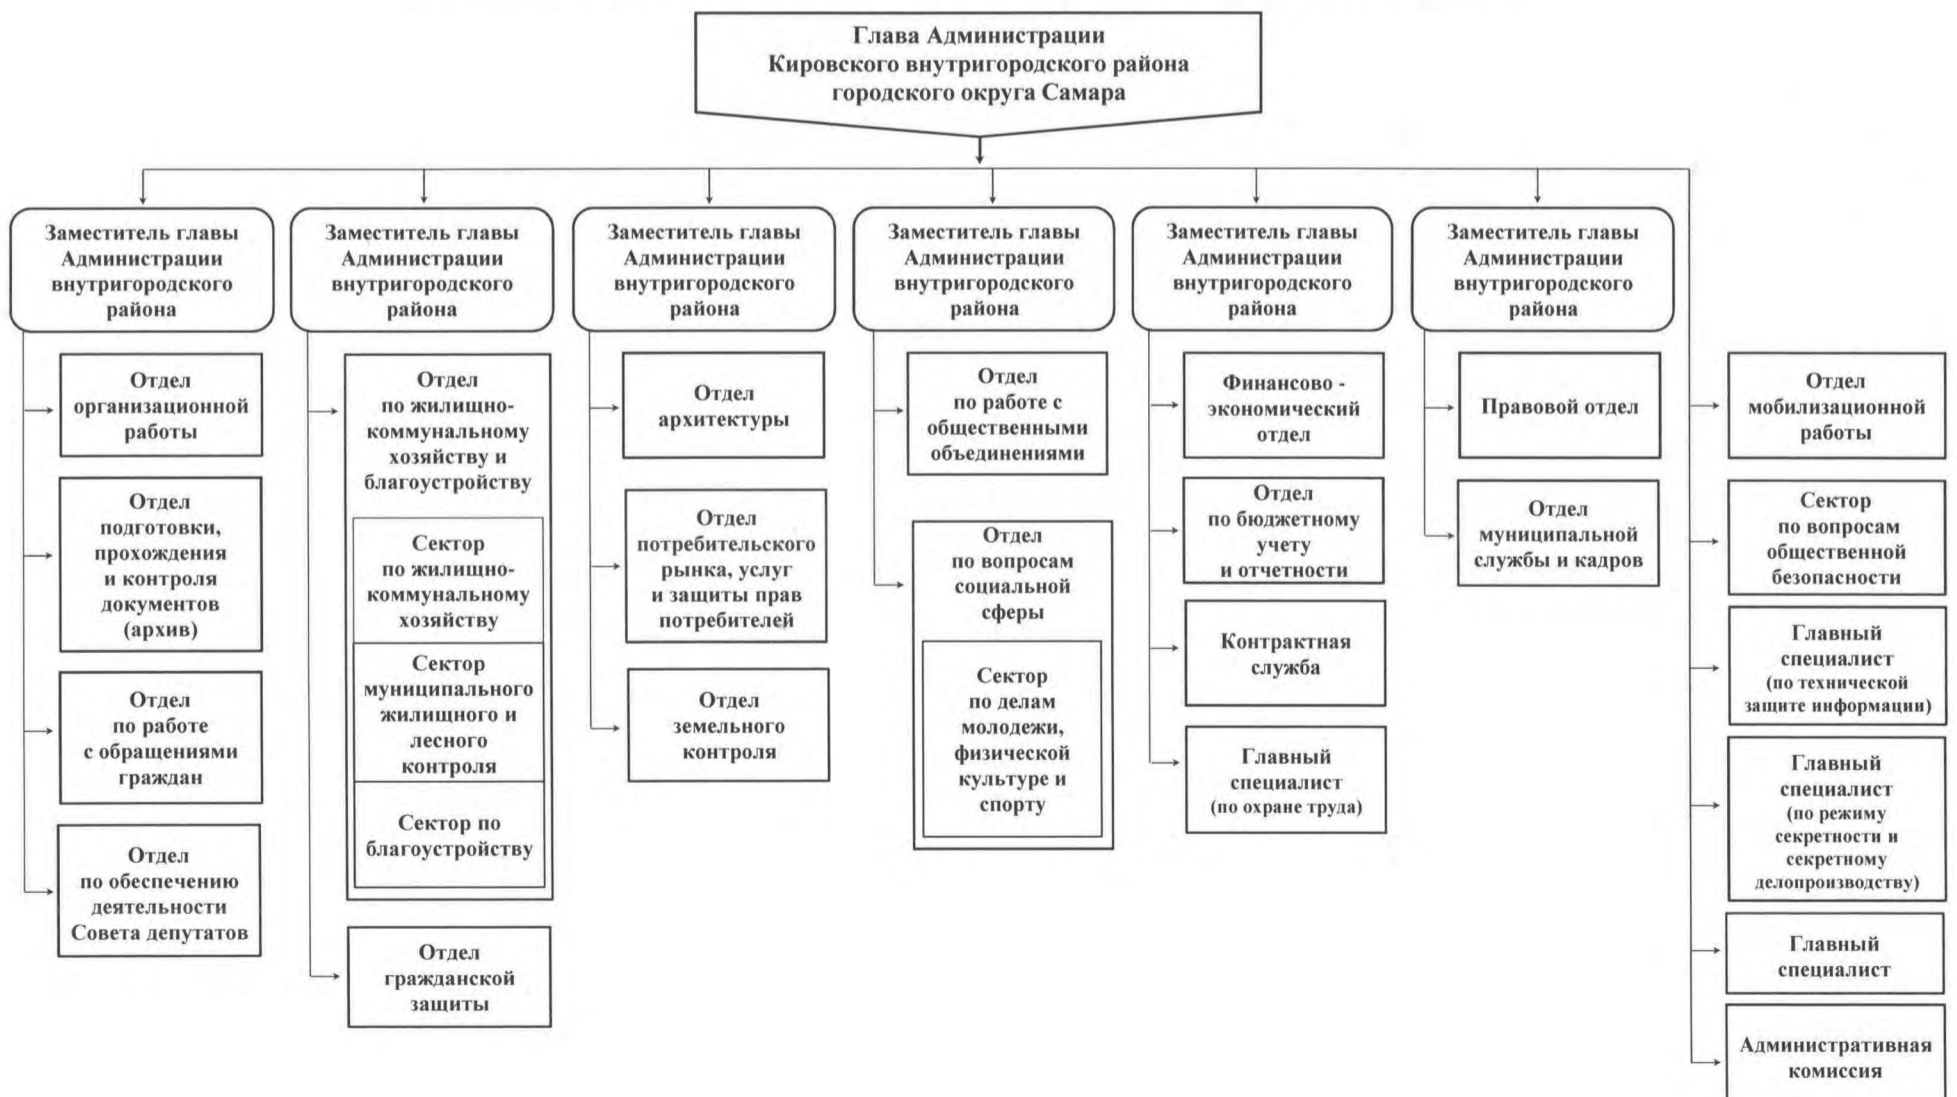 Глава Администрации
Кировского внутригородского района
городского округа Самара
Заместитель главы
Администрации
внутригородского
района
Отдел
организационной
работы
Отдел
подготовки,
прохождения
и контроля
документов
(архив)
Отдел
по работе
с обращениями
граждан
Отдел
по обеспечению
деятельности
Совета депутатов
Заместитель главы
Администрации
внутригородского
района
Отдел
по жилищно-
коммунальному
хозяйству и
благоустройству
Сектор
по жилищно-
коммунальному
хозяйству
Сектор
муниципального
жилищного и
лесного
контроля
Сектор по
благоустройству
Отдел
гражданской
защиты
Заместитель главы
Администрации
внутригородского
района
Отдел
архитектуры
Отдел
потребительского
рынка, услуг
и защиты прав
потребителей
Отдел
земельного
контроля
Заместитель главы
Администрации
внутригородского
района
Отдел
по работе с
общественными
объединениями
Отдел
по вопросам
социальной
сферы
Сектор
по делам
молодежи,
физической
культуре и
спорту
Заместитель главы
Администрации
внутригородского
района
Финансово -
экономический
отдел
Отдел
по бюджетному
учету
и отчетности
Контрактная
служба
Главный
специалист
(по охране труда)
Заместитель главы
Администрации
внутригородского
района
Правовой отдел
Отдел
муниципальной
службы и кадров
Отдел
мобилизационной
работы
Сектор
по вопросам
общественной
безопасности
Главный
специалист
(по технической
защите информации)
Главный
специалист
(по режиму
секретности и
секретному
делопроизводству)
Главный
специалист
Административная
комиссия